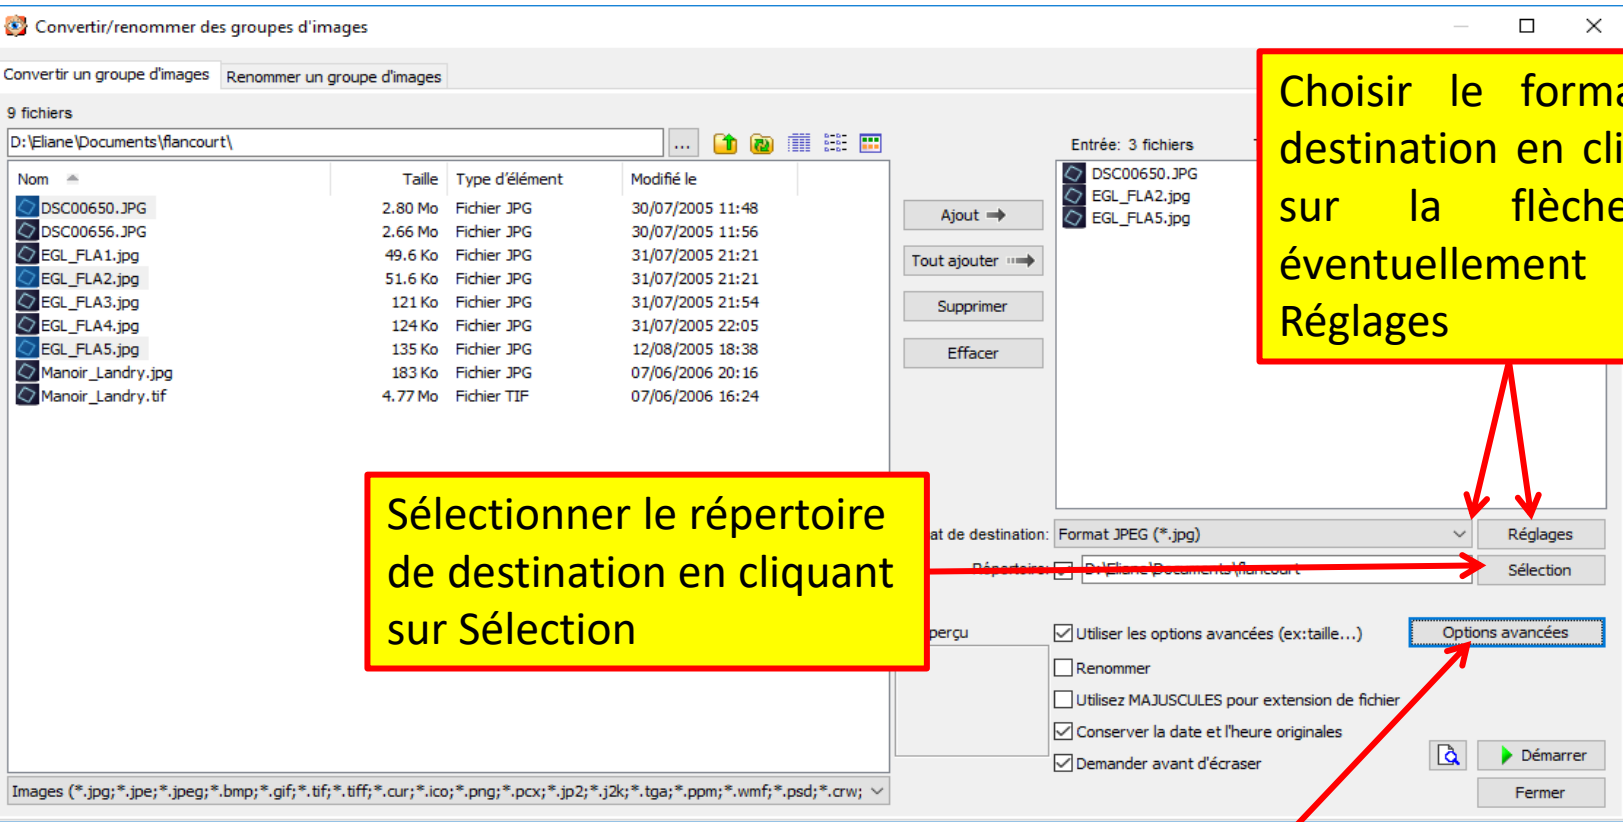 Convertir/renommer des groupes d'images
Convertir un groupe d'images
Renommer un groupe d'images
9 fichiers
D:\Eliane\Documents\flancourt\
...
Nom
Taille
Type d'élément
Modifié le
DSC00650.JPG 2.80 Mo Fichier JPG 30/07/2005 11:48
DSC00656.JPG 2.66 Mo Fichier JPG 30/07/2005 11:56
EGL_FLA1.jpg 49.6 Ko Fichier JPG 31/07/2005 21:21
EGL_FLA2.jpg 51.6 Ko Fichier JPG 31/07/2005 21:21
EGL_FLA3.jpg 121 Ko Fichier JPG 31/07/2005 21:54
EGL_FLA4.jpg 124 Ko Fichier JPG 31/07/2005 22:05
EGL_FLA5.jpg 135 Ko Fichier JPG 12/08/2005 18:38
Manoir_Landry.jpg 183 Ko Fichier JPG 07/06/2006 20:16
Manoir_Landry.tif 4.77 Mo Fichier TIF 07/06/2006 16:24
Images (*.jpg;*.jpe;*.jpeg;*.bmp;*.gif;*.tif;*.tiff;*.cur;*.ico;*.png;*.pcx;*.jp2;*.j2k;*.tga;*.ppm;*.wmf;*.psd;*.crw;
Ajout
Tout ajouter
Supprimer
Effacer
Entrée: 3 fichiers
DSC00650.JPG
EGL_FLA2.jpg
EGL_FLA5.jpg
Choisir le forma
destination en cli
sur la flèche
éventuellement
Réglages
Sélectionner le répertoire
de destination en cliquant
sur Sélection
at de destination: Format JPEG (*.jpg)
Réglages
Répertoire: D:\Eliane\Documents\flancourt
Sélection
perçu
Utiliser les options avancées (ex:taille...)
Options avancées
Renommer
Utilisez MAJUSCULES pour extension de fichier
Conserver la date et l'heure originales
Demander avant d'écraser
Démarrer
Fermer